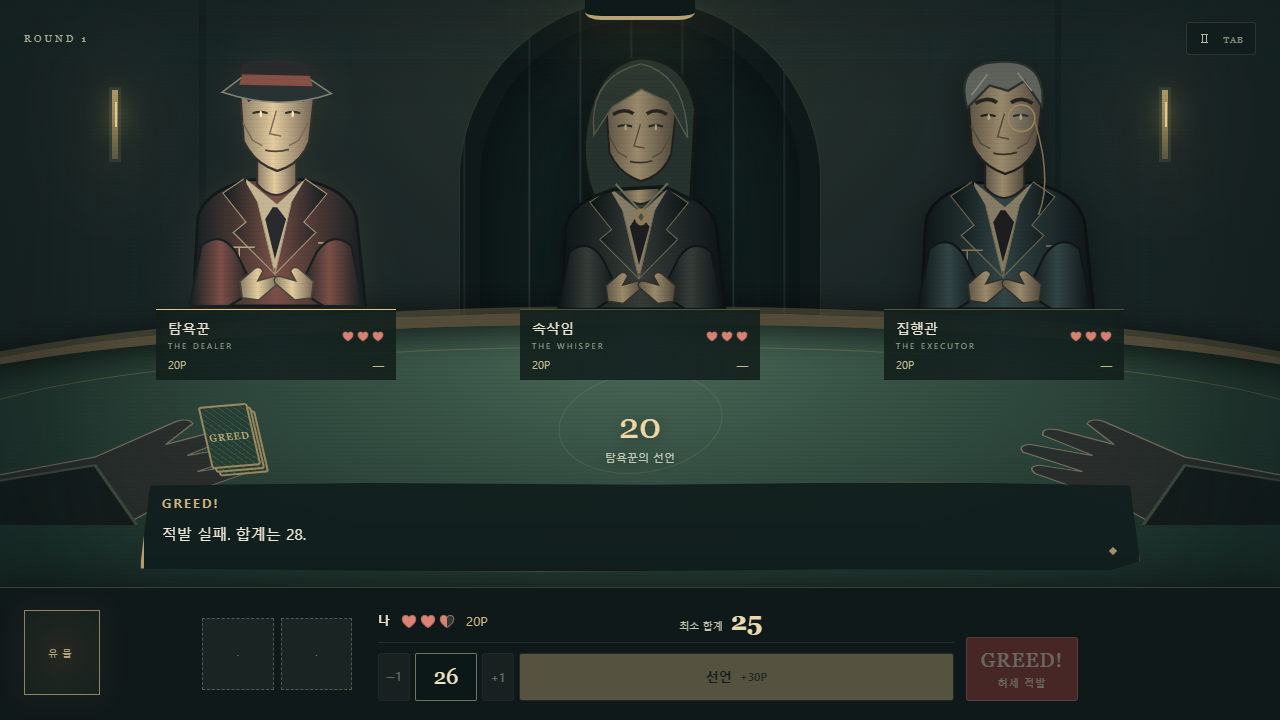 ROUND 1
II TAB
탐욕꾼
THE DEALER
20P —
속삭임
THE WHISPER
20P —
집행관
THE EXECUTOR
20P —
GREED
20
탐욕꾼의 선언
GREED!
적발 실패. 합계는 28.
유물
나 20P
최소 합계 25
−1 26 +1
선언 +30P
GREED!
허세 적발